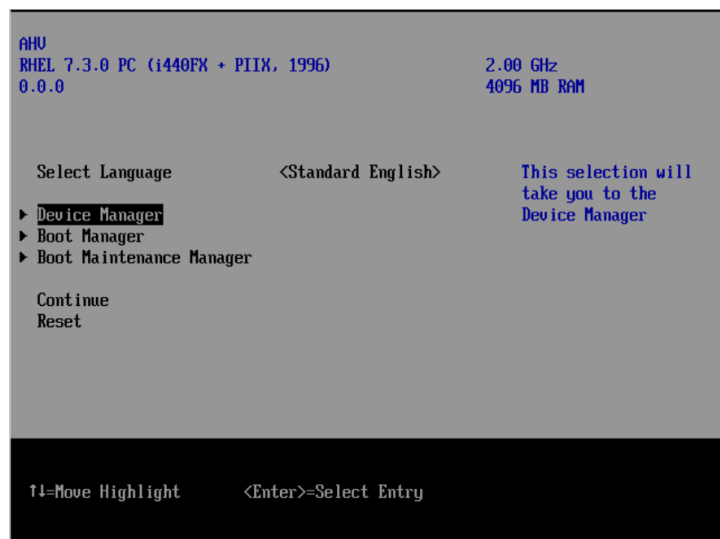 AHV
RHEL 7.3.0 PC (i440FX + PIIX, 1996) 2.00 GHz
0.0.0 4096 MB RAM
Select Language <Standard English> This selection will
take you to the
▶ Device Manager Device Manager
▶ Boot Manager
▶ Boot Maintenance Manager
Continue
Reset
↑↓=Move Highlight <Enter>=Select Entry